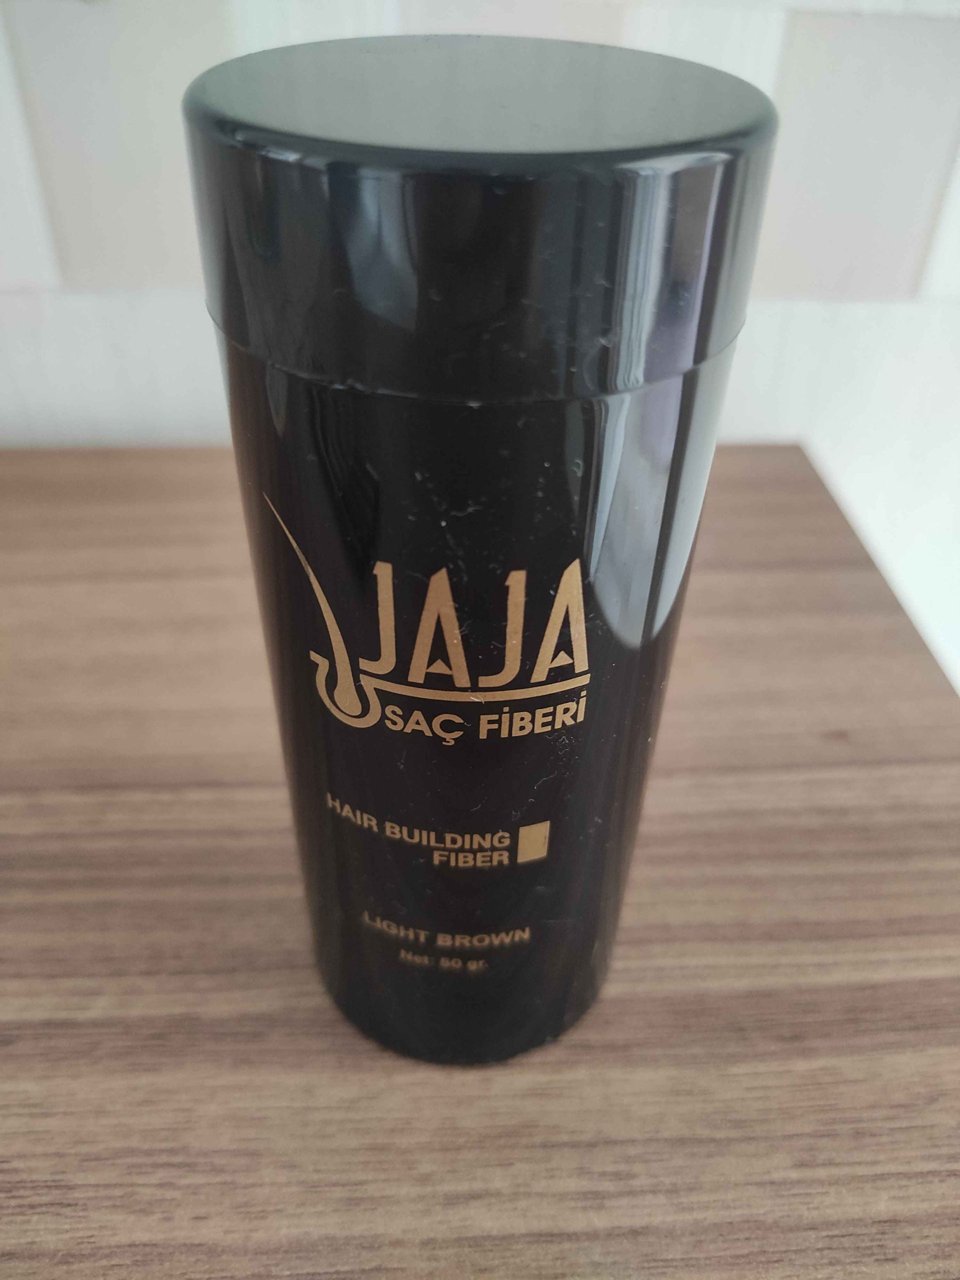 JAJA
SAÇ FİBERİ
HAIR BUILDING
FIBER
LIGHT BROWN
Net: 50 gr.